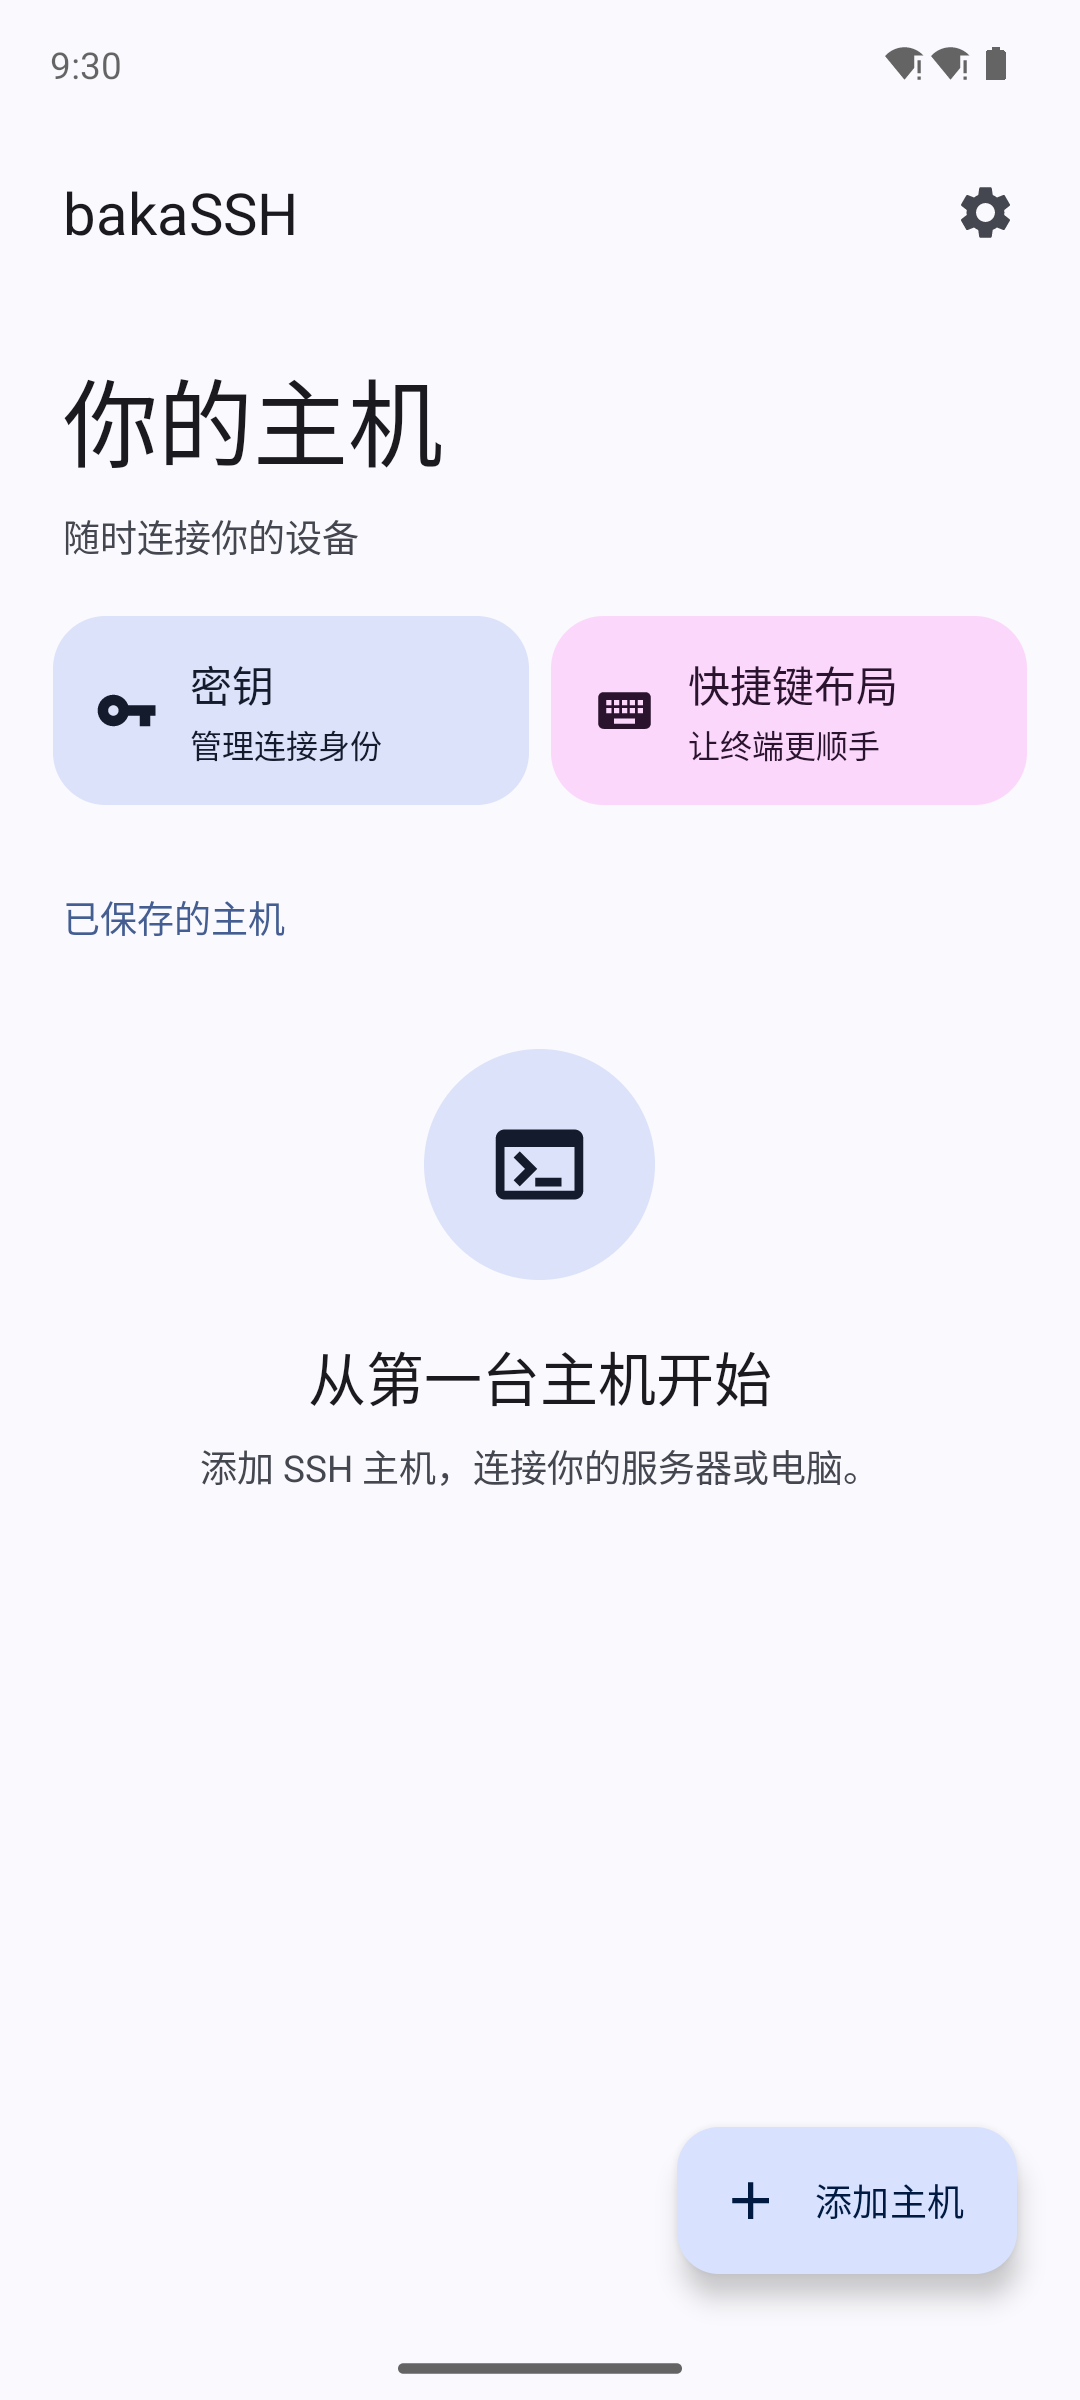 9:30
bakaSSH
你的主机
随时连接你的设备
密钥
管理连接身份
快捷键布局
让终端更顺手
已保存的主机
从第一台主机开始
添加 SSH 主机，连接你的服务器或电脑。
添加主机